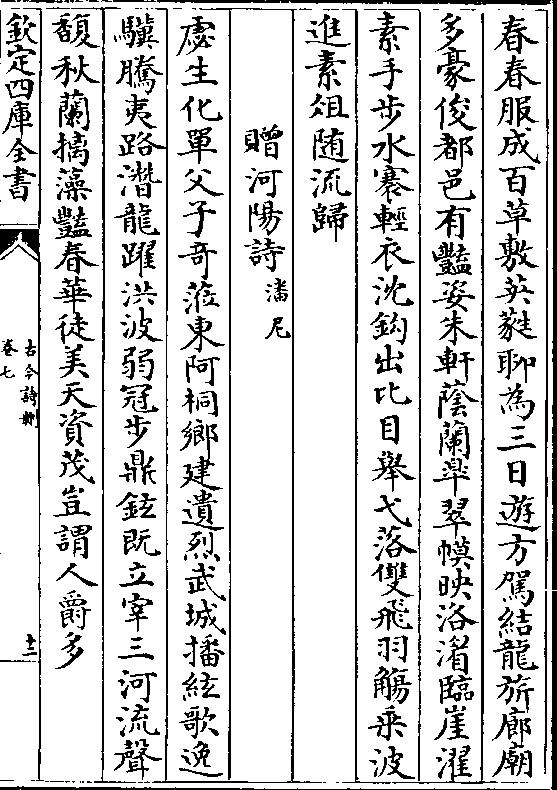 春春服成百草敷英蕤聊為三日遊方駕結龍旂廊廟
多豪俊都邑有豔姿朱軒蔭蘭臯翠幙映洛湄臨崖濯
素手步水褰輕衣沈鈎出比目舉弋落雙飛羽觴乘波
進素俎随流歸
贈河陽詩 潘尼
虙生化單父子竒蒞東阿桐鄉建遺烈武城播絃歌逸
驥騰夷路潛龍躍洪波弱冠步鼎鉉既立宰三河流聲
馥秋蘭摛藻豔春華徒美天資茂豈謂人爵多
欽定四庫全書
古今詩刪
卷七
十二